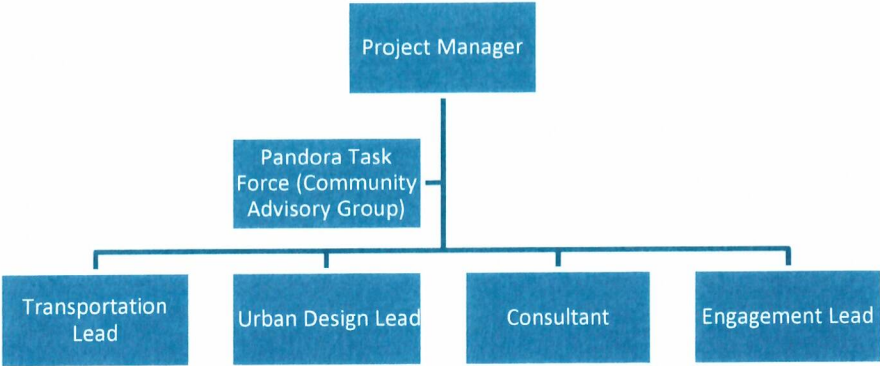 Project Manager
Pandora Task
Force (Community
Advisory Group)
Transportation
Lead
Urban Design Lead
Consultant
Engagement Lead